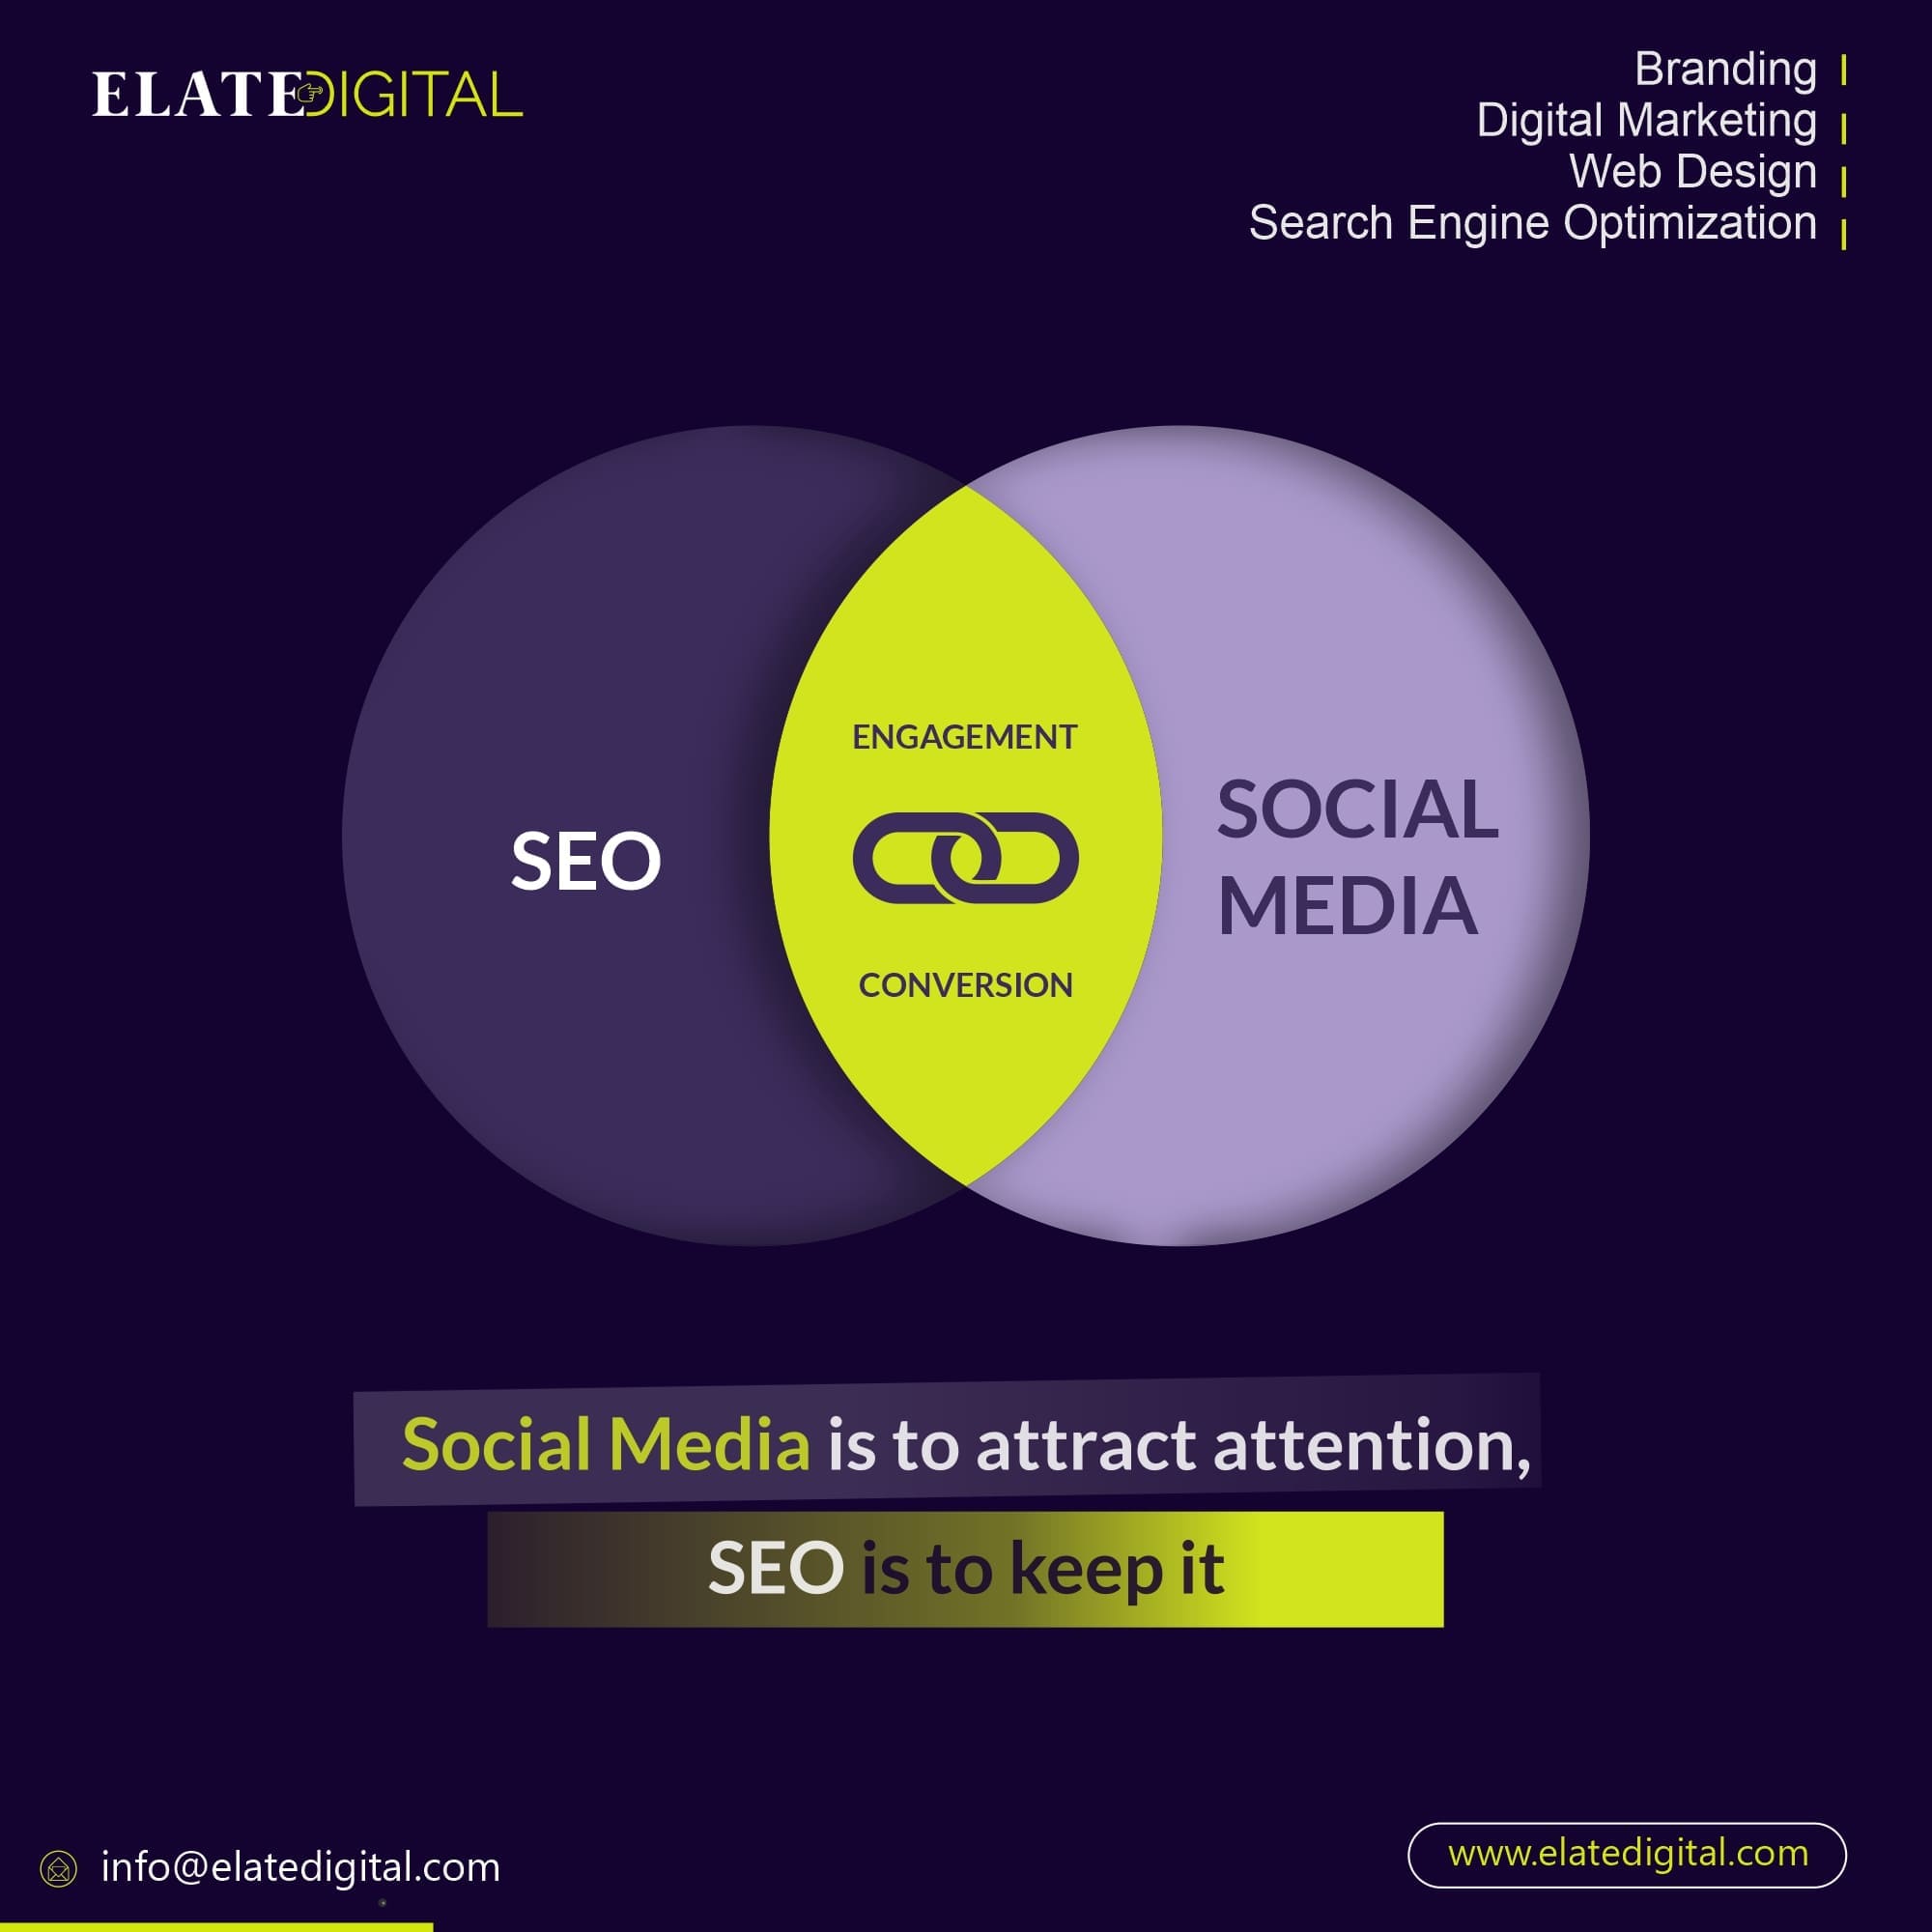 ELATEDIGITAL
Branding
Digital Marketing
Web Design
Search Engine Optimization
ENGAGEMENT
SEO
SOCIAL
MEDIA
CONVERSION
Social Media is to attract attention,
SEO is to keep it
info@elatedigital.com
www.elatedigital.com